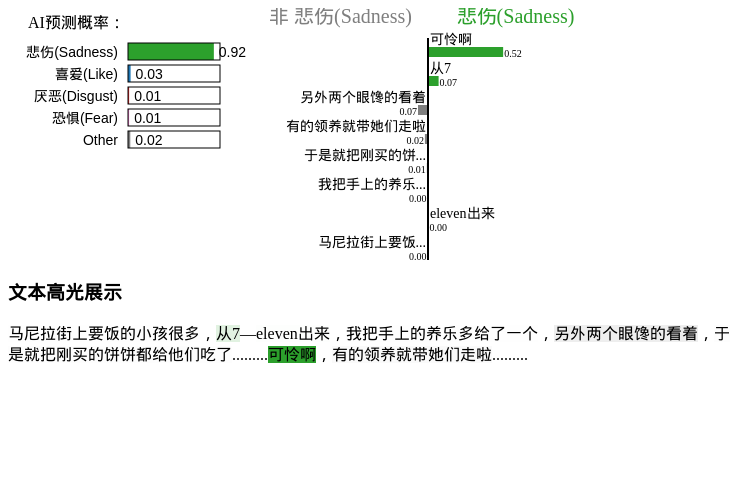 AI预测概率：
悲伤(Sadness) 0.92
喜爱(Like) 0.03
厌恶(Disgust) 0.01
恐惧(Fear) 0.01
Other 0.02
非 悲伤(Sadness) 悲伤(Sadness)
可怜啊
0.52
从7
0.07
另外两个眼馋的看着
0.07
有的领养就带她们走啦
0.02
于是就把刚买的饼...
0.01
我把手上的养乐...
0.00
eleven出来
0.00
马尼拉街上要饭...
0.00
文本高光展示
马尼拉街上要饭的小孩很多，从7—eleven出来，我把手上的养乐多给了一个，另外两个眼馋的看着，于
是就把刚买的饼饼都给他们吃了.........可怜啊，有的领养就带她们走啦.........